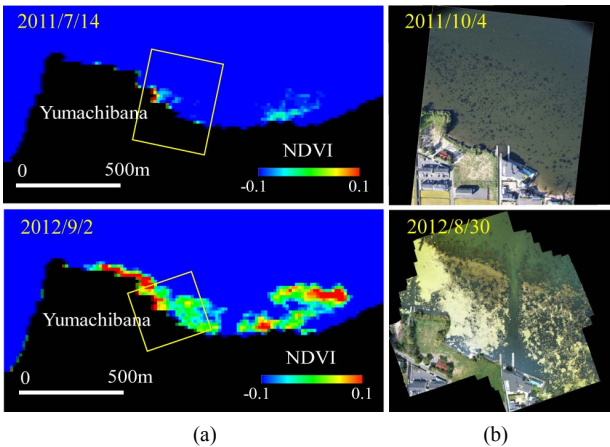 2011/7/14
2011/10/4
Yumachibana
NDVI
0 500m
-0.1 0.1
2012/9/2
2012/8/30
Yumachibana
NDVI
0 500m
-0.1 0.1
(a) (b)